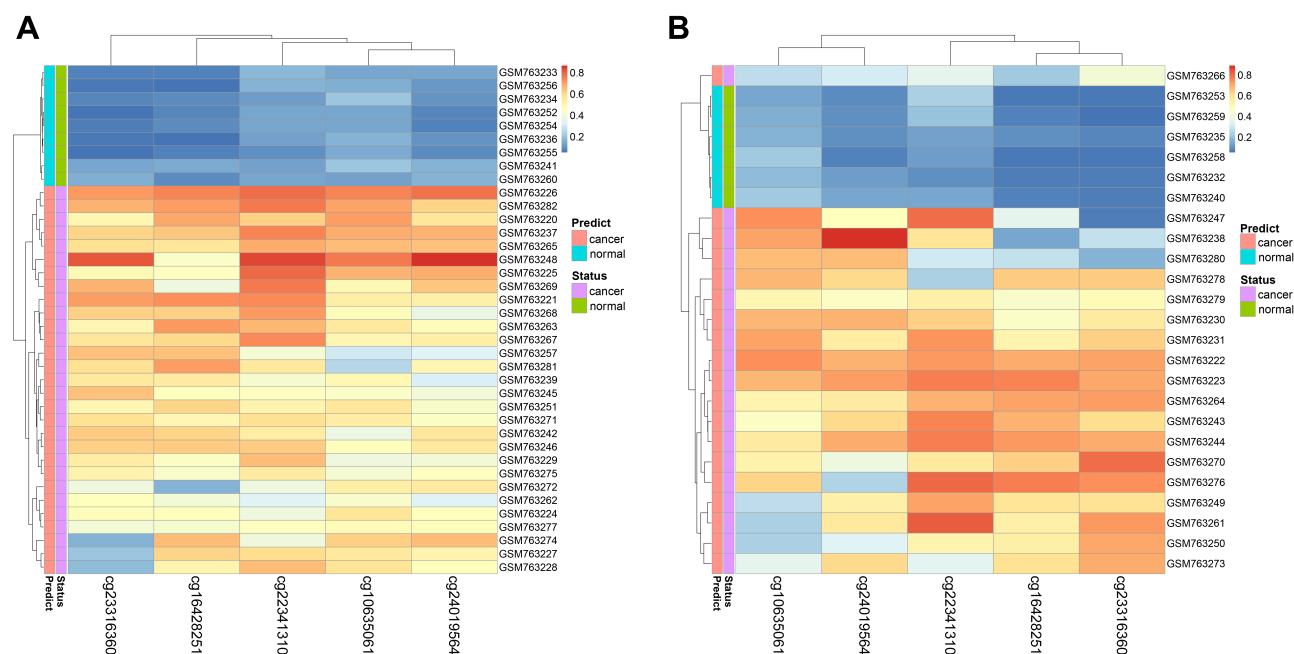 A
GSM763233
GSM763256
GSM763234
GSM763252
GSM763254
GSM763236
GSM763255
GSM763241
GSM763260
GSM763226
GSM763282
GSM763220
GSM763237
GSM763265
GSM763248
GSM763225
GSM763269
GSM763221
GSM763268
GSM763263
GSM763267
GSM763257
GSM763281
GSM763239
GSM763245
GSM763251
GSM763271
GSM763242
GSM763246
GSM763229
GSM763275
GSM763272
GSM763262
GSM763224
GSM763277
GSM763274
GSM763227
GSM763228
Predict
Status
cg23316360
cg16428251
cg22341310
cg10635061
cg24019564
0.8
0.6
0.4
0.2
Predict
cancer
normal
Status
cancer
normal
B
GSM763266
GSM763253
GSM763259
GSM763235
GSM763258
GSM763232
GSM763240
GSM763247
GSM763238
GSM763280
GSM763278
GSM763279
GSM763230
GSM763231
GSM763222
GSM763223
GSM763264
GSM763243
GSM763244
GSM763270
GSM763276
GSM763249
GSM763261
GSM763250
GSM763273
Predict
Status
cg10635061
cg24019564
cg22341310
cg16428251
cg23316360
0.8
0.6
0.4
0.2
Predict
cancer
normal
Status
cancer
normal